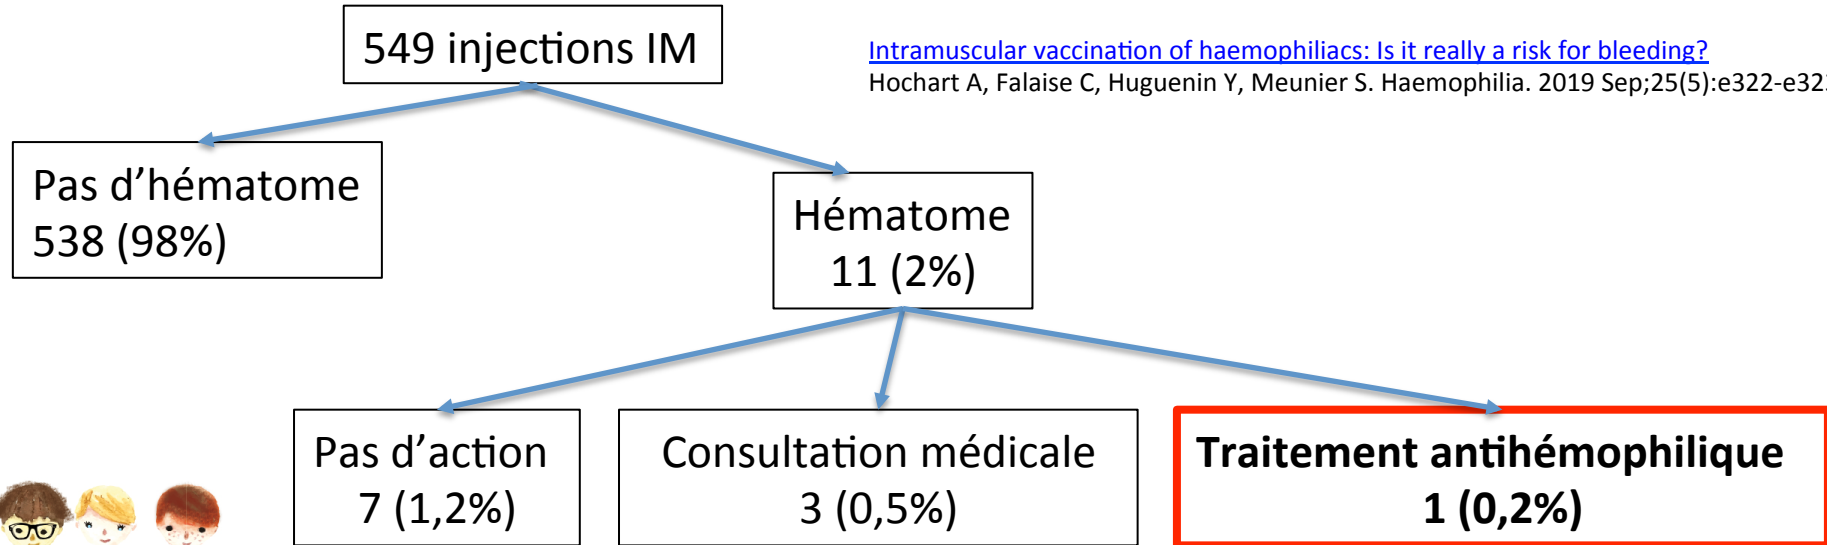 549 injections IM
Intramuscular vaccination of haemophiliacs: Is it really a risk for bleeding?
Hochart A, Falaise C, Huguenin Y, Meunier S. Haemophilia. 2019 Sep;25(5):e322-e32
Pas d’hématome
538 (98%)
Hématome
11 (2%)
Pas d’action
7 (1,2%)
Consultation médicale
3 (0,5%)
Traitement antihémophilique
1 (0,2%)